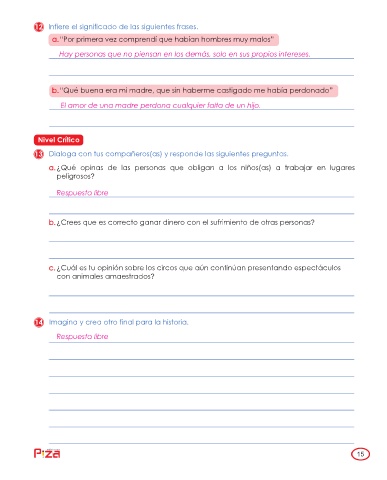 12 Infiere el significado de las siguientes frases.
a. "Por primera vez comprendí que habían hombres muy malos"
Hay personas que no piensan en los demás, solo en sus propios intereses.
b. "Qué buena era mi madre, que sin haberme castigado me había perdonado"
El amor de una madre perdona cualquier falta de un hijo.
Nivel Crítico
13 Dialoga con tus compañeros(as) y responde las siguientes preguntas.
a. ¿Qué opinas de las personas que obligan a los niños(as) a trabajar en lugares
peligrosos?
Respuesta libre
b. ¿Crees que es correcto ganar dinero con el sufrimiento de otras personas?
c. ¿Cuál es tu opinión sobre los circos que aún continúan presentando espectáculos
con animales amaestrados?
14 Imagina y crea otro final para la historia.
Respuesta libre
15